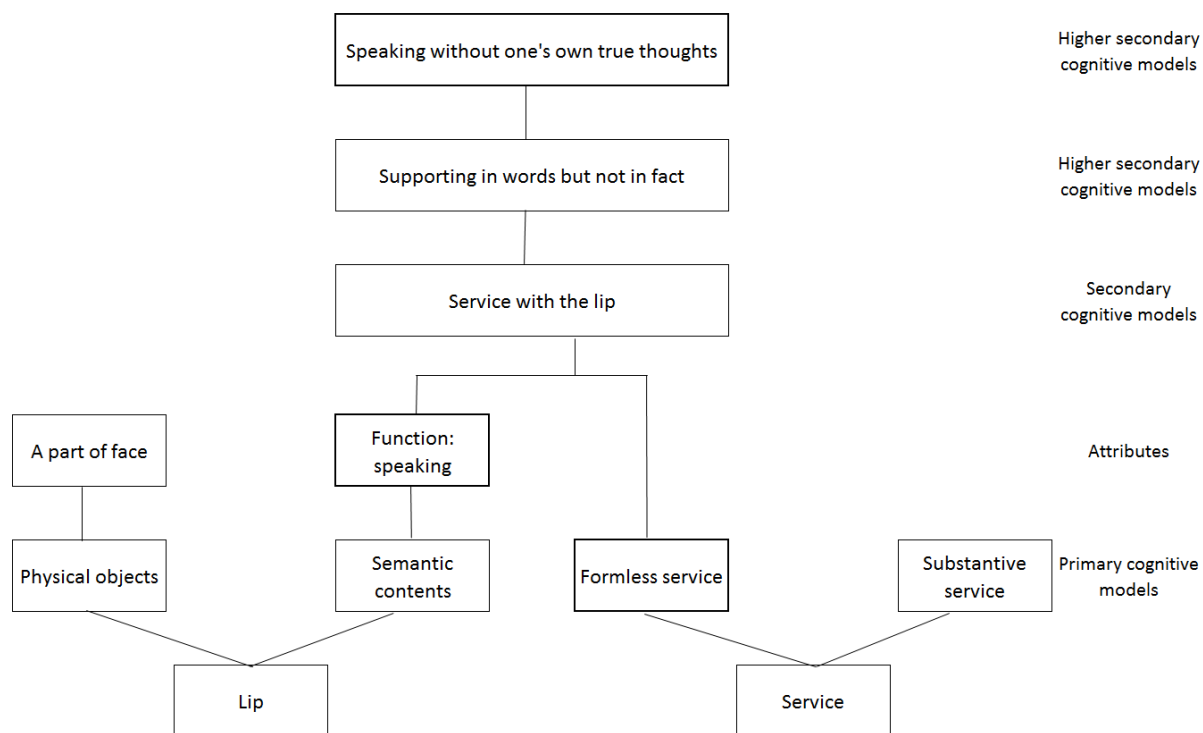 Speaking without one's own true thoughts
Higher secondary
cognitive models
Supporting in words but not in fact
Higher secondary
cognitive models
Service with the lip
Secondary
cognitive models
A part of face
Function:
speaking
Attributes
Physical objects
Semantic
contents
Formless service
Substantive
service
Primary cognitive
models
Lip
Service